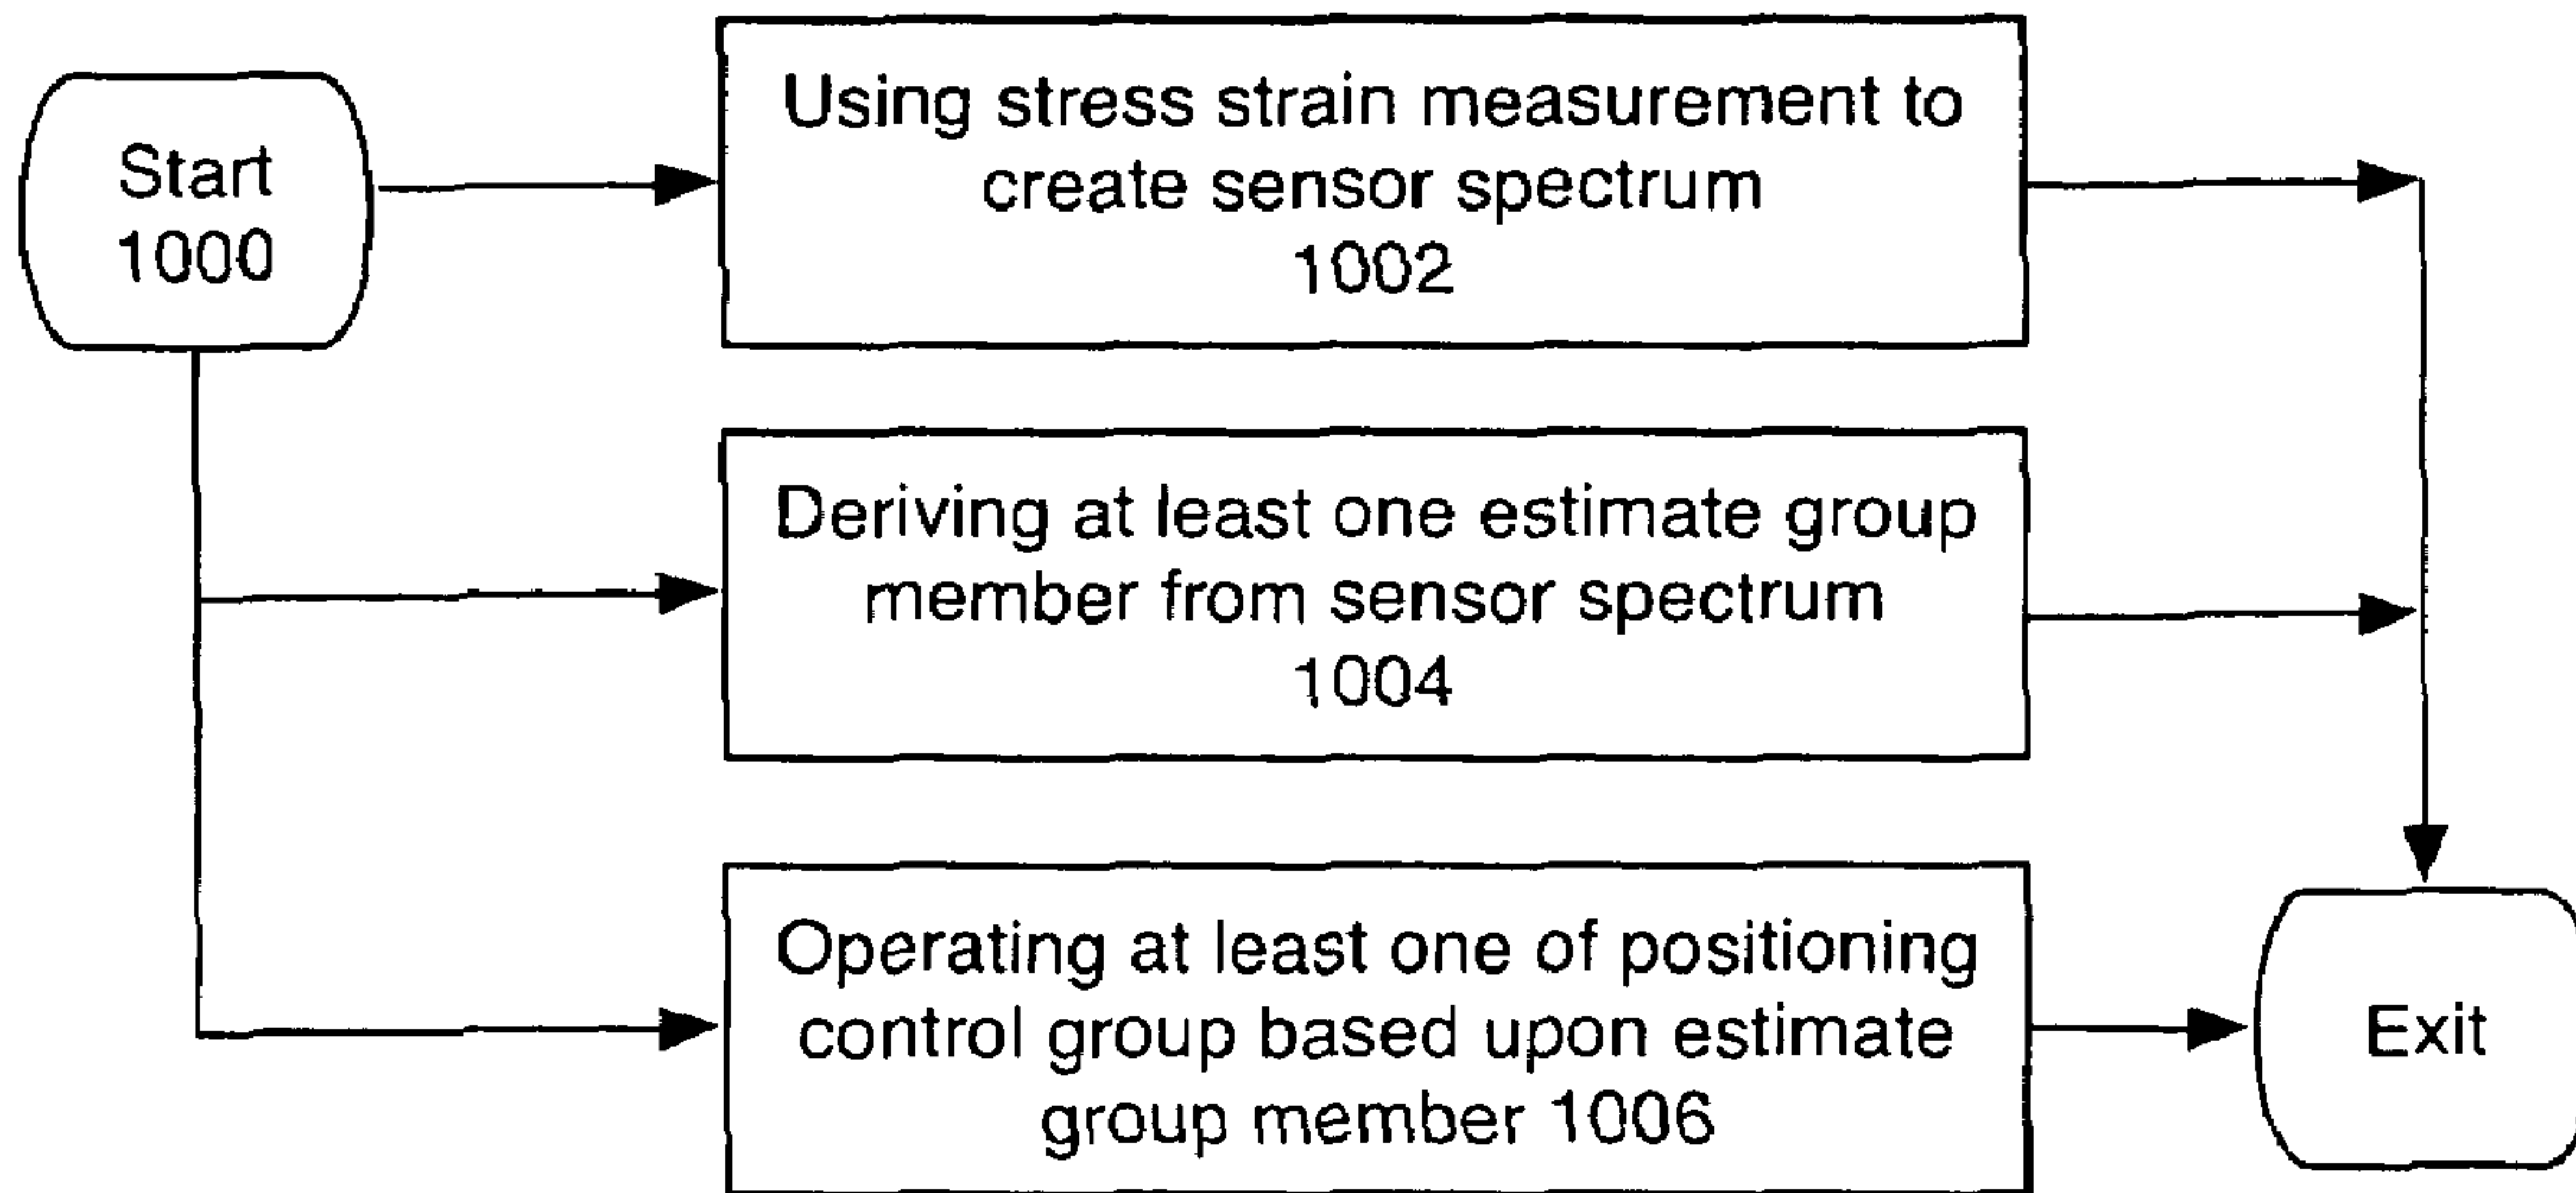 Start
1000
Using stress strain measurement to
create sensor spectrum
1002
Deriving at least one estimate group
member from sensor spectrum
1004
Operating at least one of positioning
control group based upon estimate
group member 1006
Exit